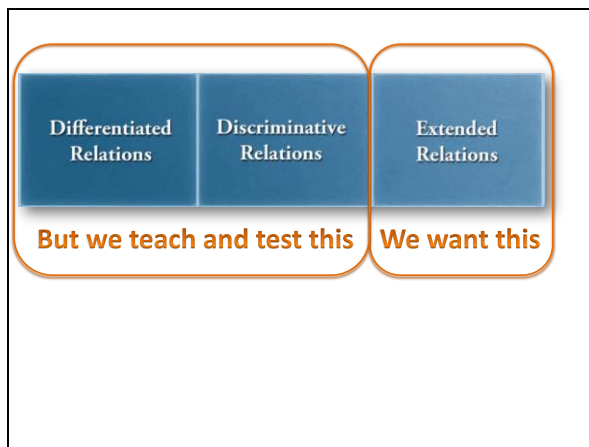 Differentiated
Relations
Discriminative
Relations
Extended
Relations
But we teach and test this
We want this